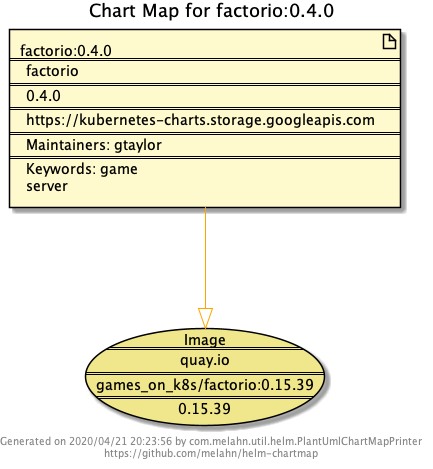 Chart Map for factorio:0.4.0
factorio:0.4.0
factorio
0.4.0
https://kubernetes-charts.storage.googleapis.com
Maintainers: gtaylor
Keywords: game
server
Image
quay.io
games_on_k8s/factorio:0.15.39
0.15.39
Generated on 2020/04/21 20:23:56 by com.melahn.util.helm.PlantUmlChartMapPrinter
https://github.com/melahn/helm-chartmap